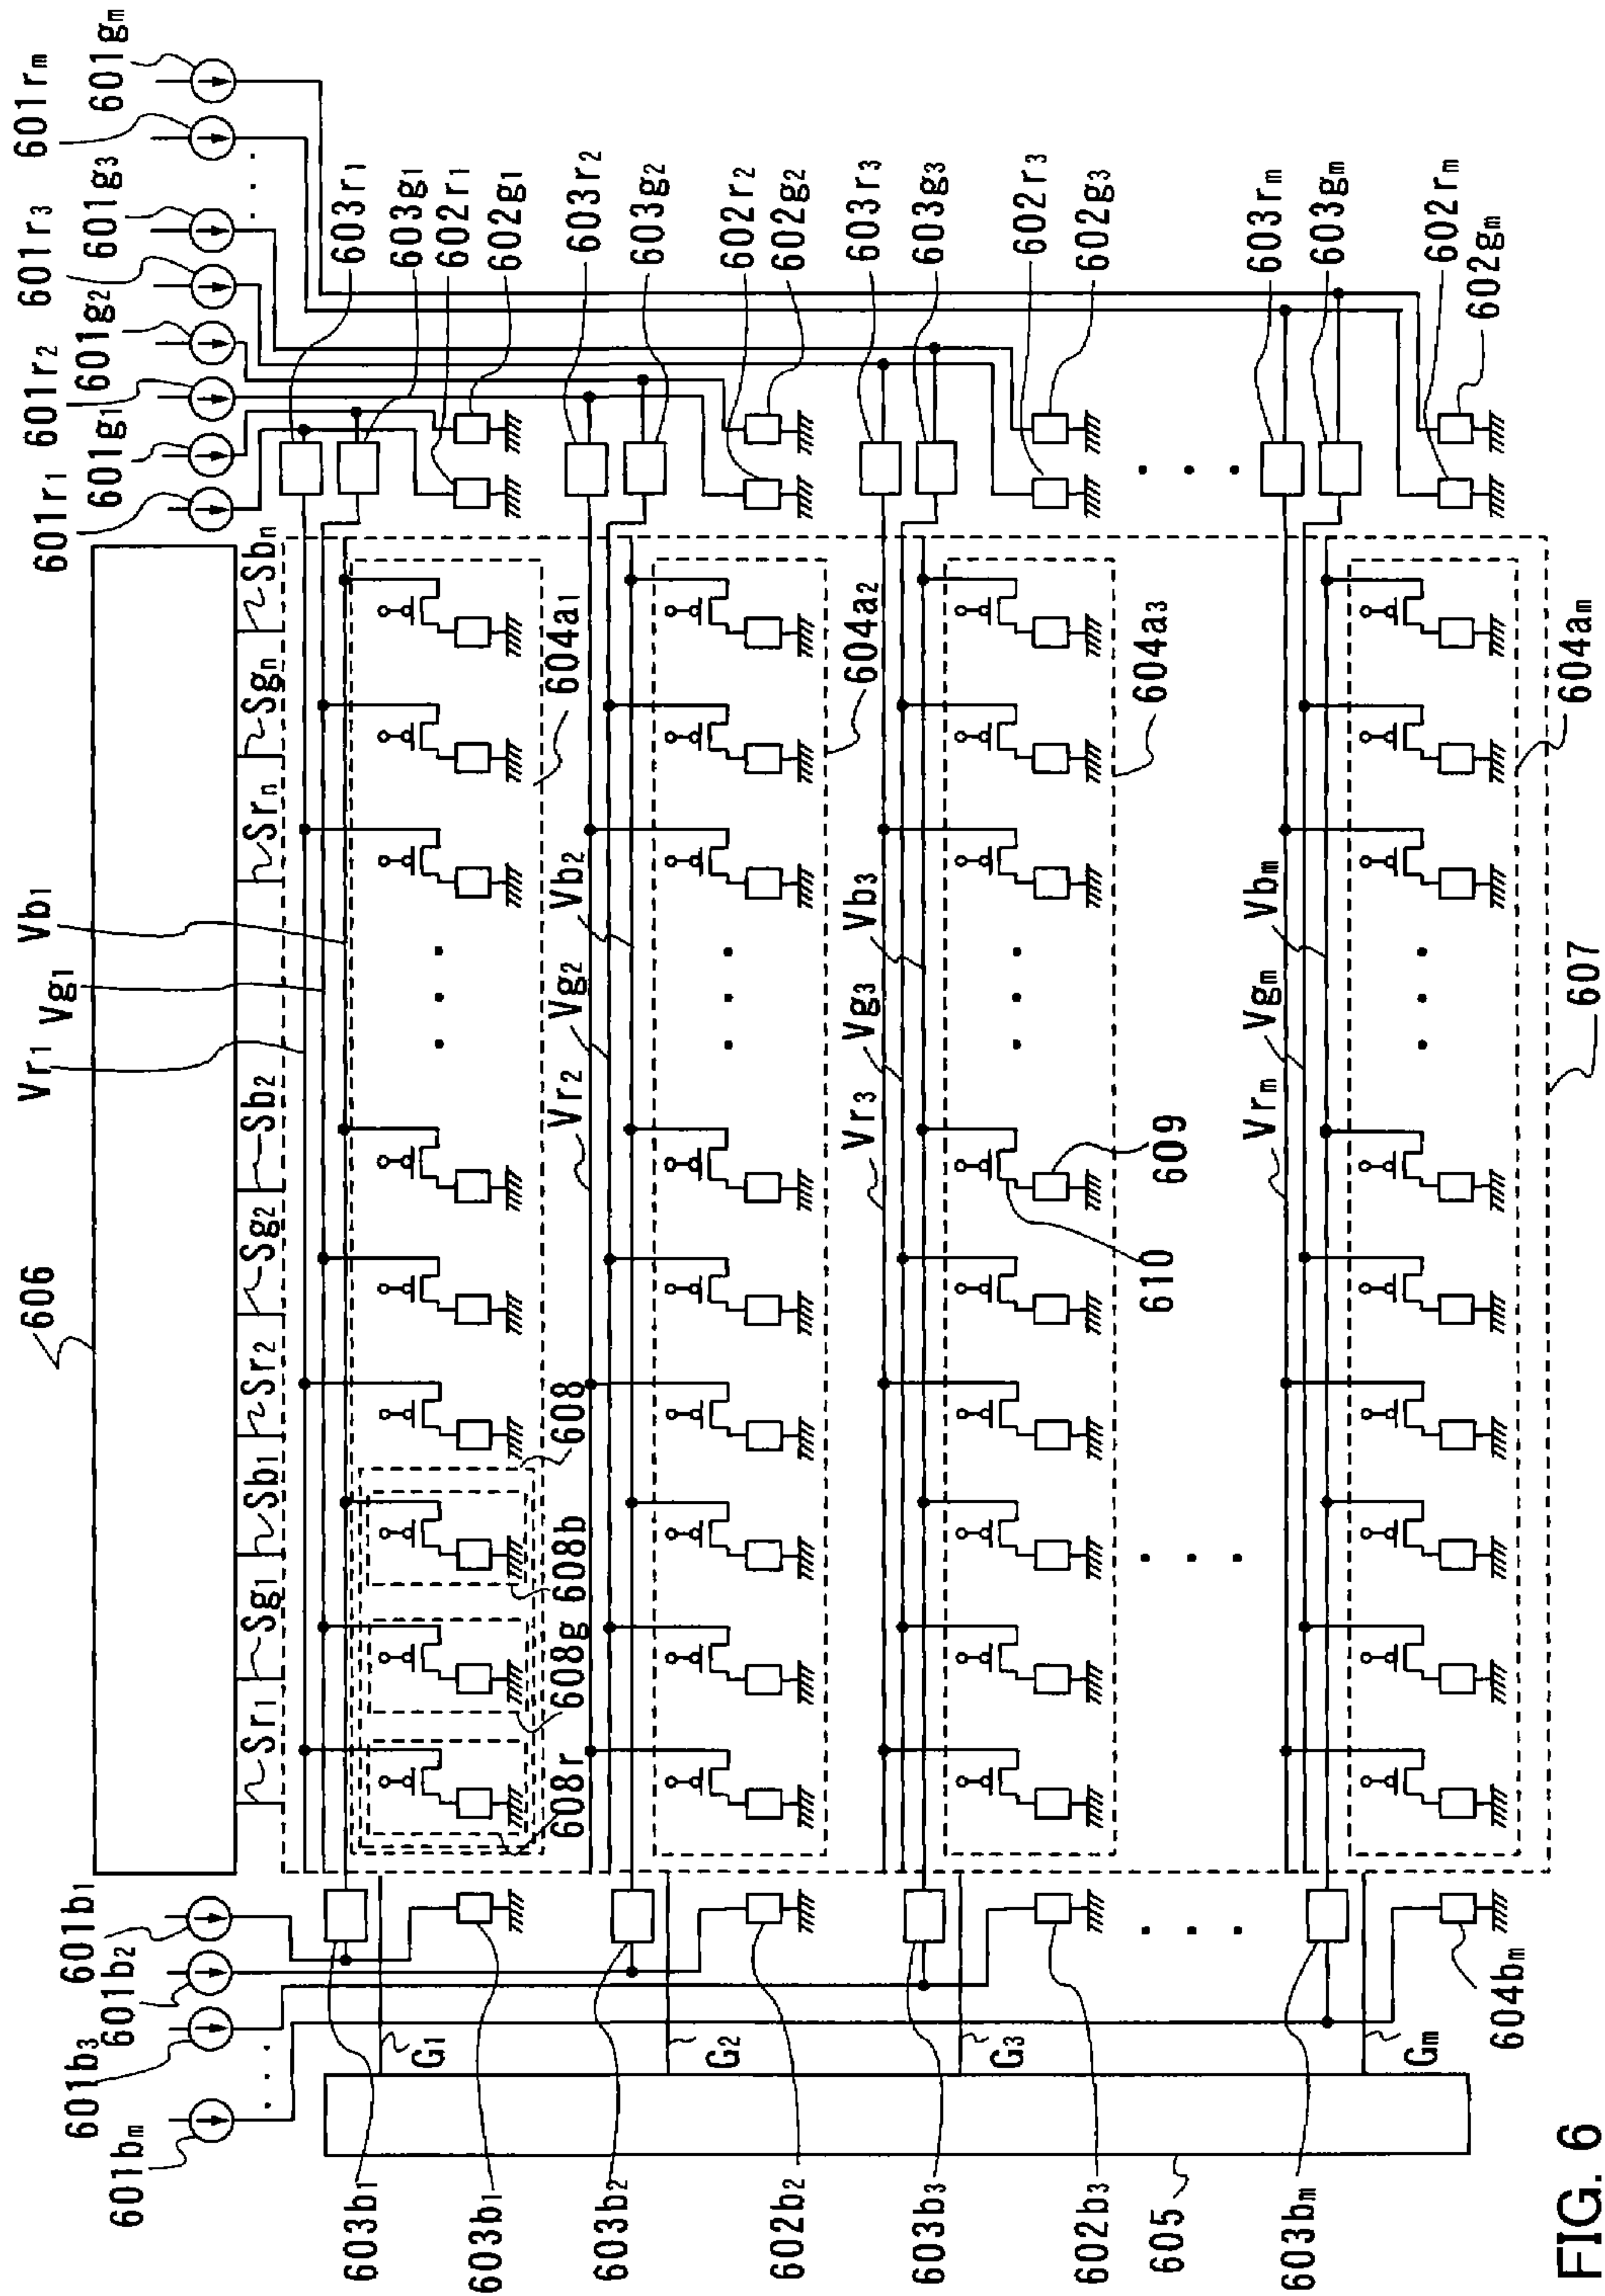 601r1
601g1
601r2
601g2
601r3
601g3
601rm
601gm
603r1
603g1
602r1
602g1
603r2
603g2
602r2
602g2
603r3
603g3
602r3
602g3
603rm
603gm
602rm
602gm
606
Sr1
Sg1
Sb1
Sr2
Sg2
Sb2
Srn
Sgn
Sbn
Vr1
Vg1
Vb1
604a1
608
608b
608g
608r
Vr2
Vg2
Vb2
604a2
Vr3
Vg3
Vb3
604a3
610
609
Vrm
Vgm
Vbm
604am
607
601b1
601b2
601b3
601bm
G1
G2
G3
Gm
603b1
603b1
603b2
602b2
603b3
602b3
605
603bm
604bm
FIG. 6